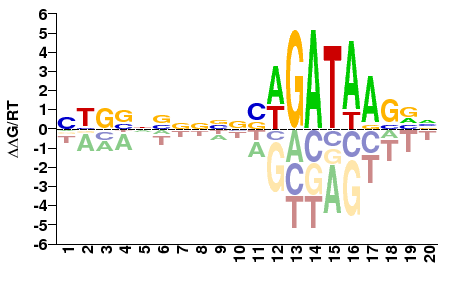 6
5
4
3
2
1
0
-1
-2
-3
-4
-5
-6
ΔΔG/RT
C T G G G G G G G C A G A T A A G G A
T A A A T T T A T A G A C C C C A T T
T C G G G T
T T A G
1 2 3 4 5 6 7 8 9 10 11 12 13 14 15 16 17 18 19 20